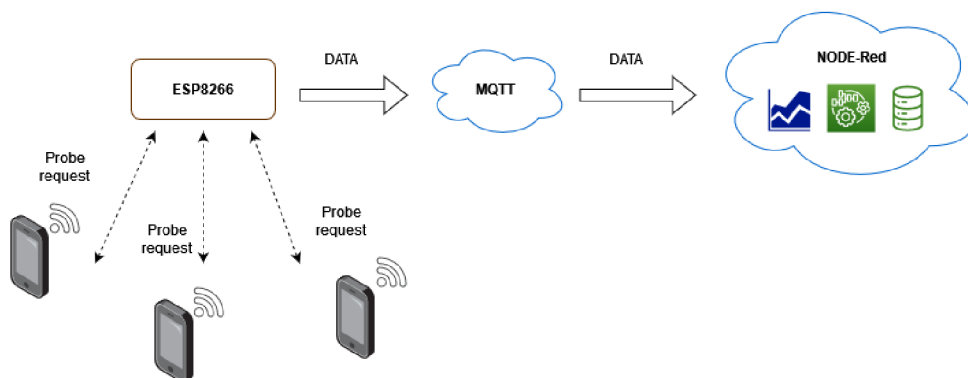 DATA
DATA
NODE-Red
ESP8266
MQTT
Probe
request
Probe
request
Probe
request